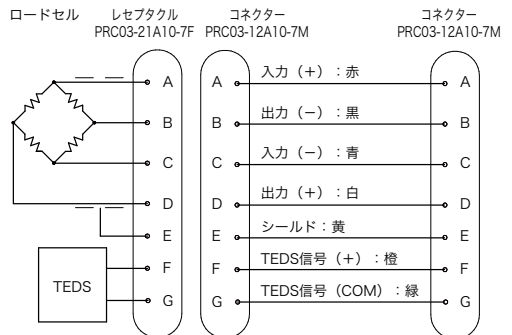 ロードセル
レセプタクル
PRC03-21A10-7F
コネクター
PRC03-12A10-7M
コネクター
PRC03-12A10-7M
A A 入力（+）：赤 A
B B 出力（−）：黒 B
C C 入力（−）：青 C
D D 出力（+）：白 D
E E シールド：黄 E
F F TEDS信号（+）：橙 F
TEDS
G G TEDS信号（COM）：緑 G